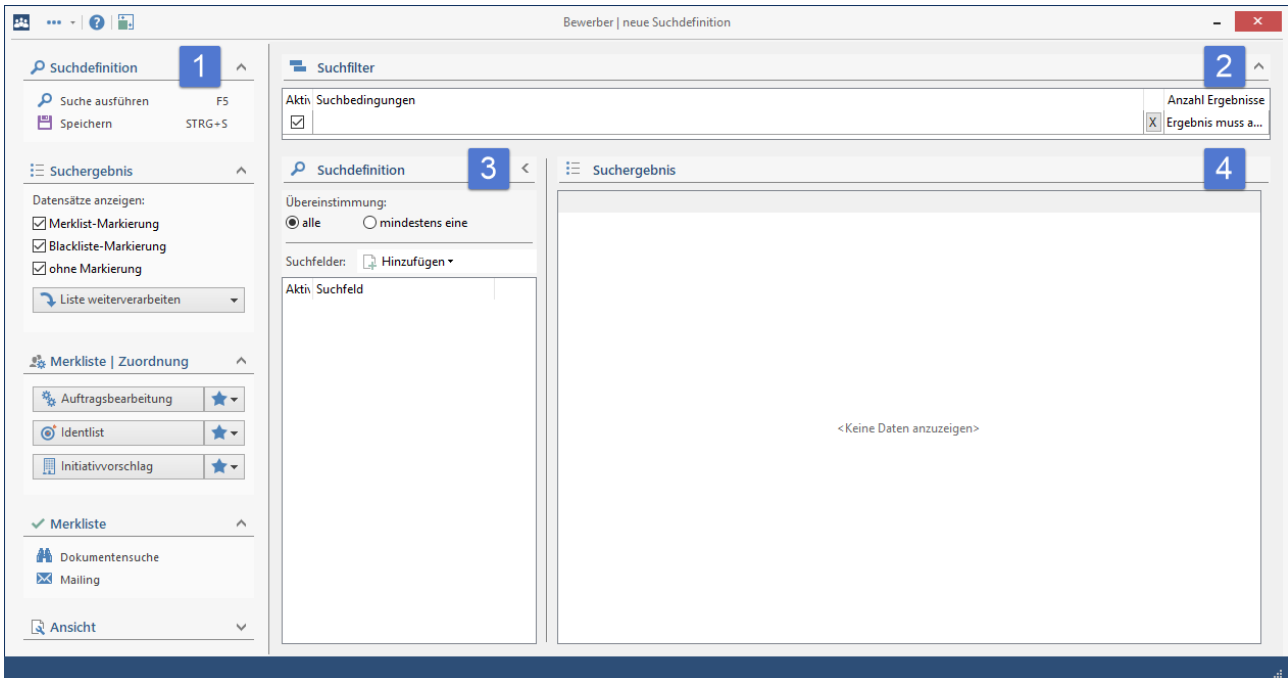 Bewerber | neue Suchdefinition
Suchdefinition
1
Suche ausführen F5
Speichern STRG+S
Suchergebnis
Datensätze anzeigen:
Merklist-Markierung
Blackliste-Markierung
ohne Markierung
Liste weiterverarbeiten
Merkliste | Zuordnung
Auftragsbearbeitung
Identlist
Initiativvorschlag
Merkliste
Dokumentensuche
Mailing
Ansicht
Suchfilter
2
Aktiv Suchbedingungen Anzahl Ergebnisse
X Ergebnis muss a...
Suchdefinition
3
Übereinstimmung:
alle mindestens eine
Suchfelder: Hinzufügen
Aktiv Suchfeld
Suchergebnis
4
<Keine Daten anzuzeigen>